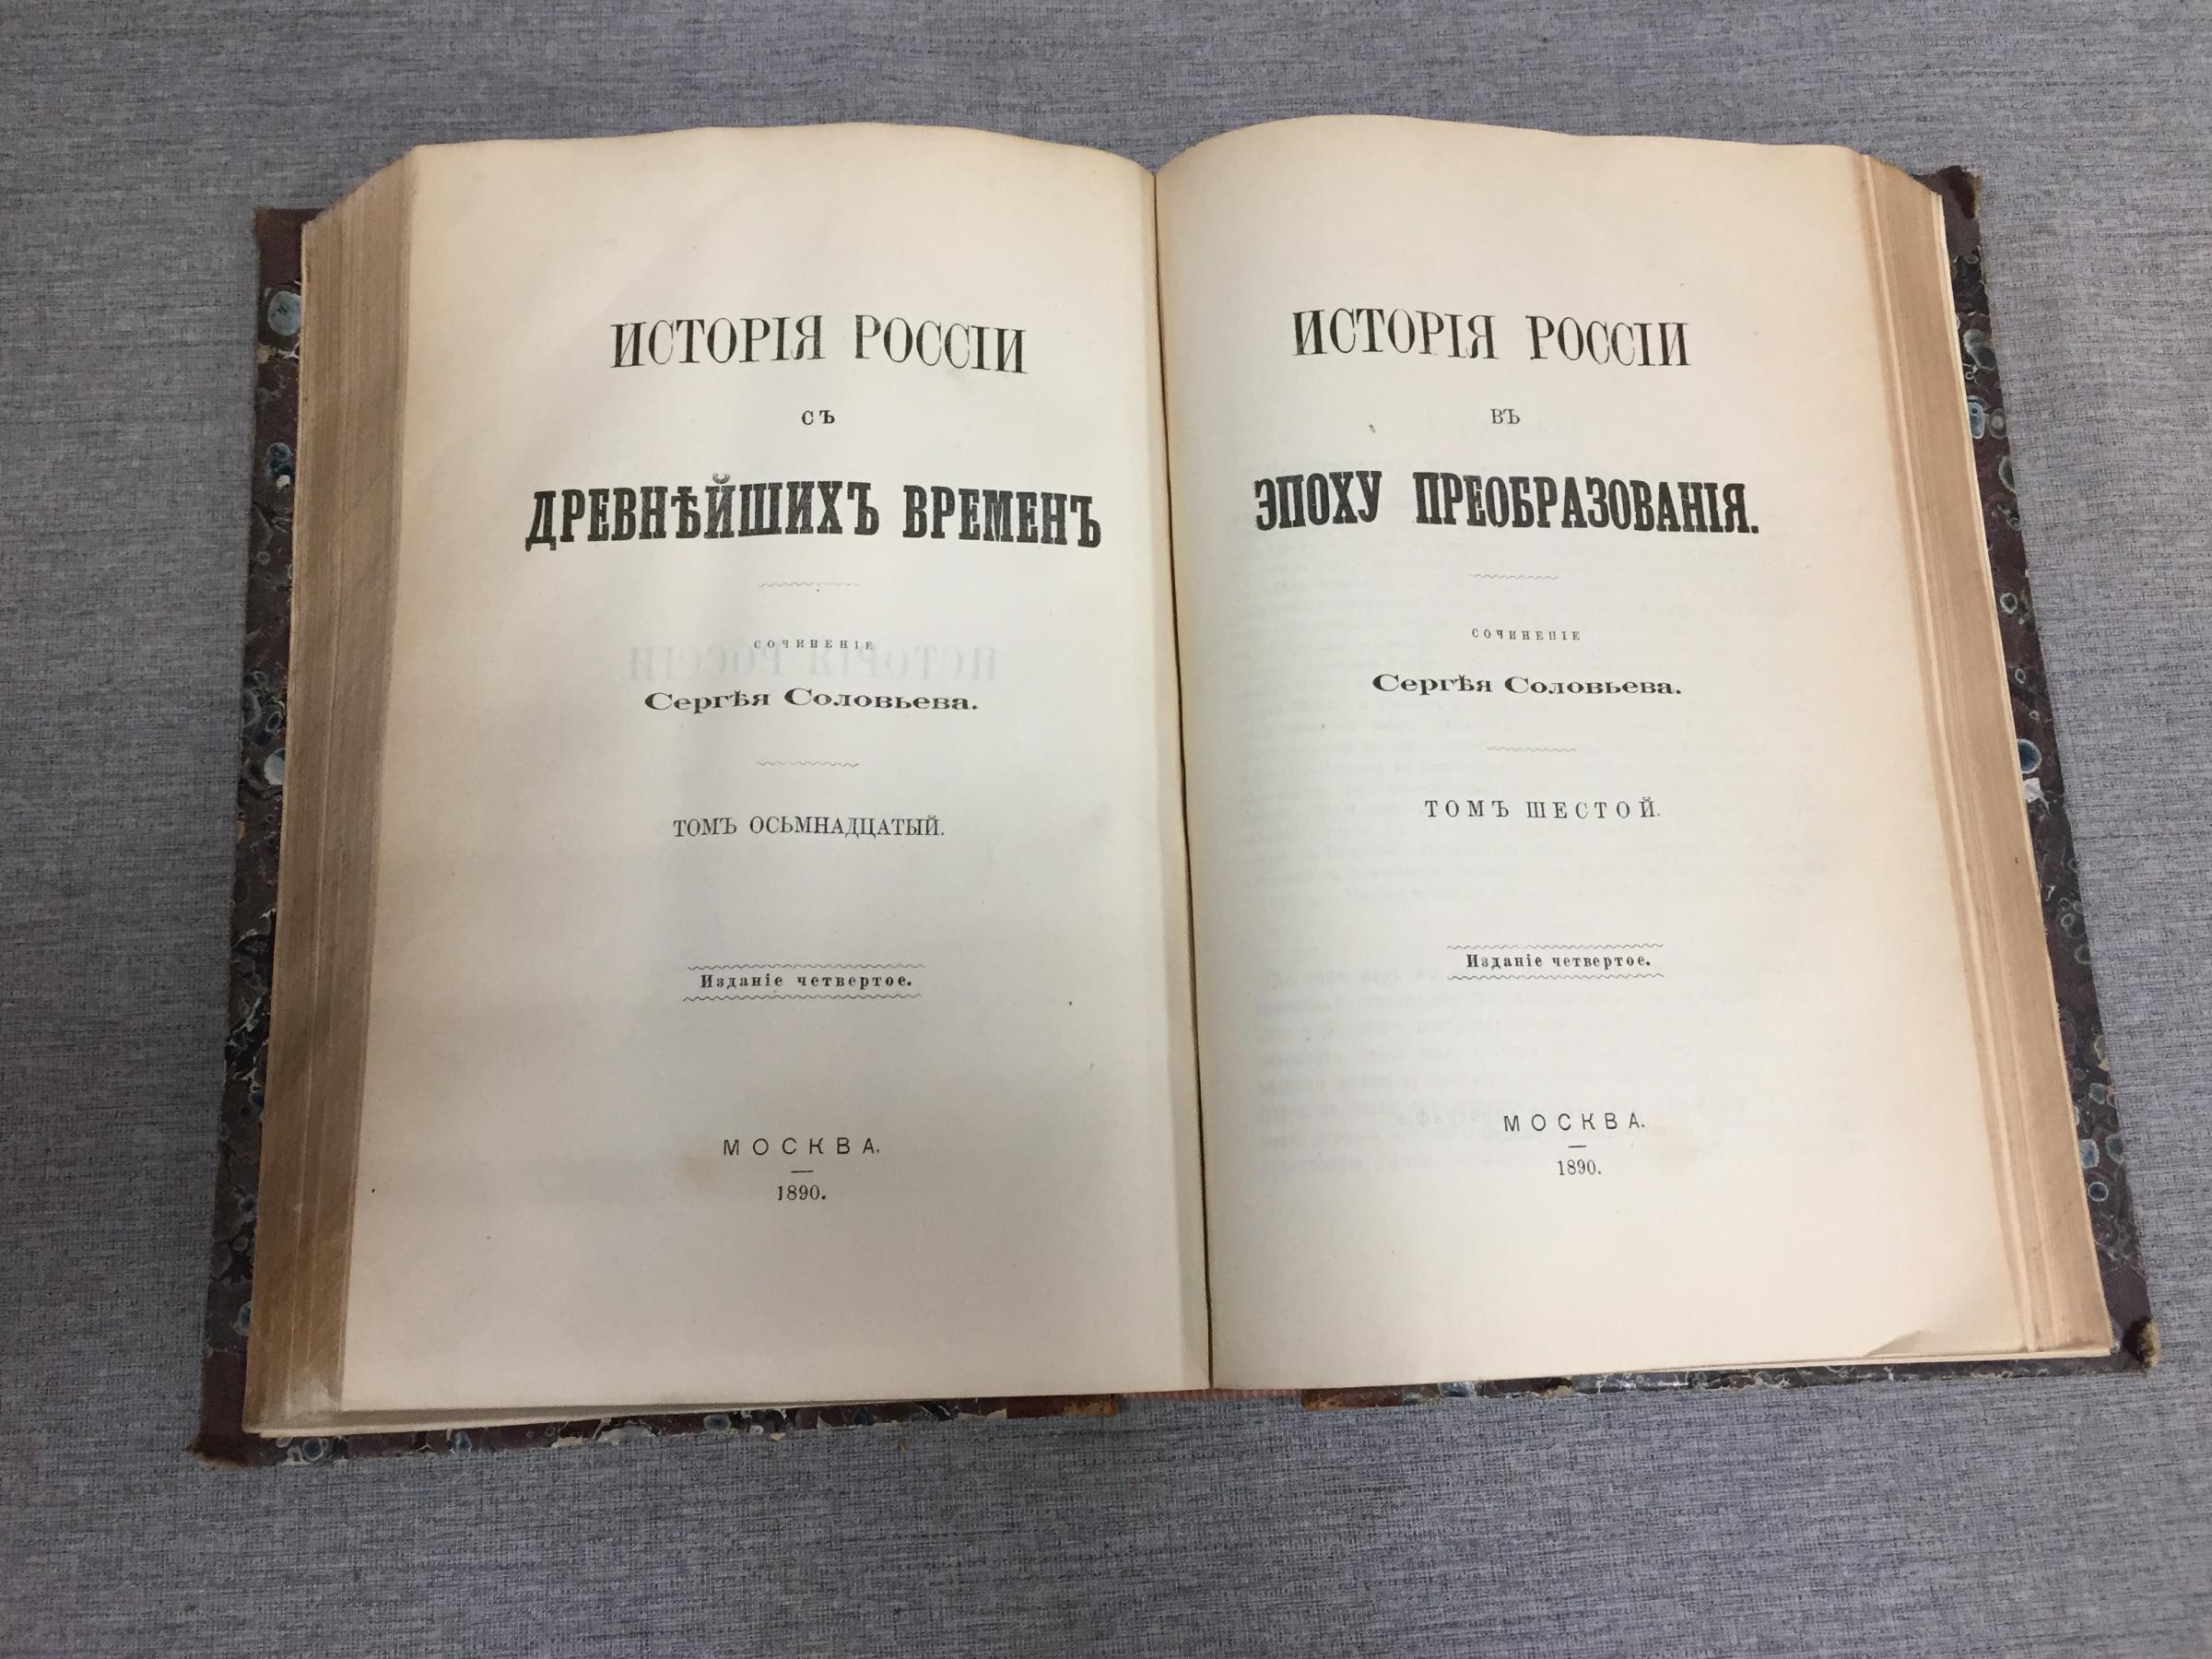 ИСТОРІЯ РОССІИ
СЪ
ДРЕВНѢЙШИХЪ ВРЕМЕНЪ
СОЧИНЕНІЕ
Сергѣя Соловьева.
ТОМЪ ОСЬМНАДЦАТЫЙ.
Изданіе четвертое.
МОСКВА.
1890.
ИСТОРІЯ РОССІИ
ВЪ
ЭПОХУ ПРЕОБРАЗОВАНІЯ.
СОЧИНЕНІЕ
Сергѣя Соловьева.
ТОМЪ ШЕСТОЙ.
Изданіе четвертое.
МОСКВА.
1890.